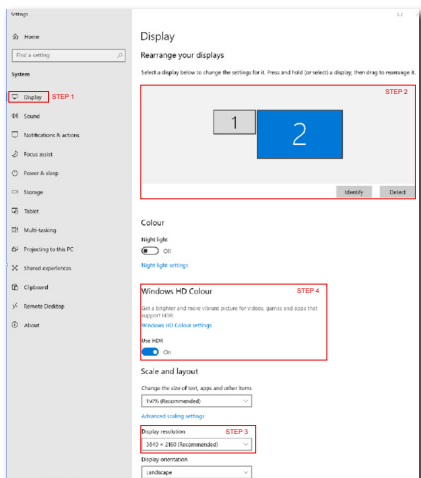 Settings
Home
Find a setting
System
Display STEP 1
Sound
Notifications & actions
Focus assist
Power & sleep
Storage
Tablet
Multi-tasking
Projecting to this PC
Shared experiences
Clipboard
Remote Desktop
About
Display
Rearrange your displays
Select a display below to change the settings for it. Press and hold (or select) a display, then drag to rearrange it.
STEP 2
1
2
Identify Detect
Colour
Night light
Off
Night light settings
Windows HD Colour STEP 4
Get a brighter and more vibrant picture for videos, games and apps that
support HDR.
Windows HD Colour settings
Use HDR
On
Scale and layout
Change the size of text, apps and other items
(Recommended)
Advanced scaling settings
Display resolution STEP 3
3840 × 2160 (Recommended)
Display orientation
Landscape